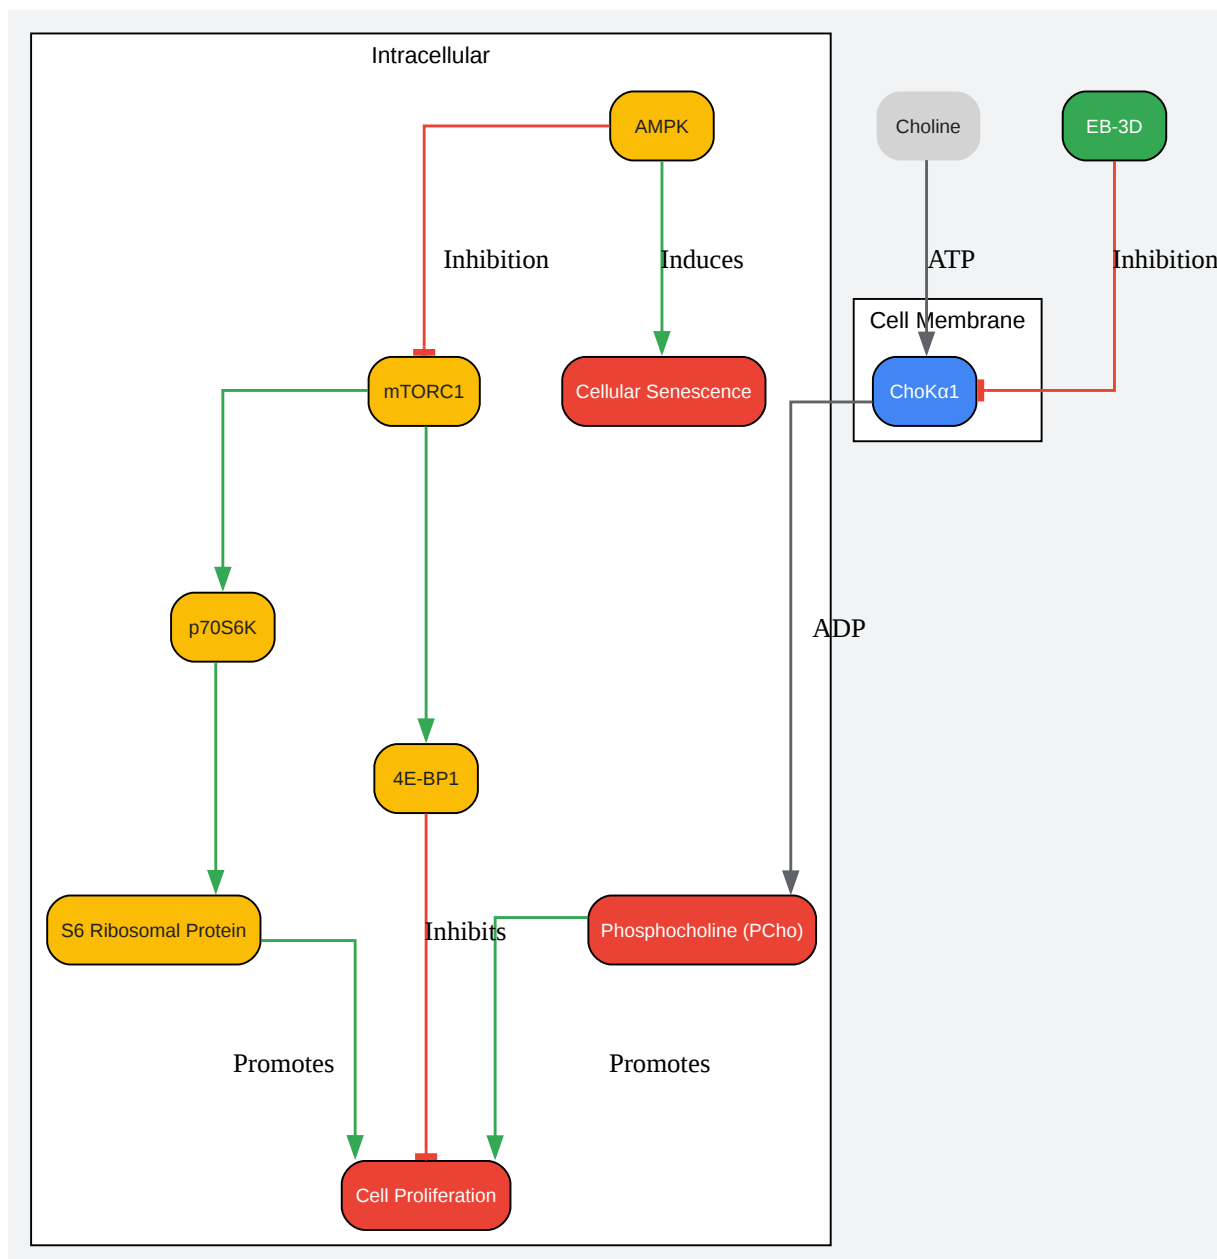 Intracellular
AMPK
Choline
EB-3D
Inhibition
Induces
ATP
Inhibition
Cell Membrane
mTORC1
Cellular Senescence
ChoKα1
p70S6K
ADP
4E-BP1
S6 Ribosomal Protein
Inhibits
Phosphocholine (PCho)
Promotes
Promotes
Cell Proliferation